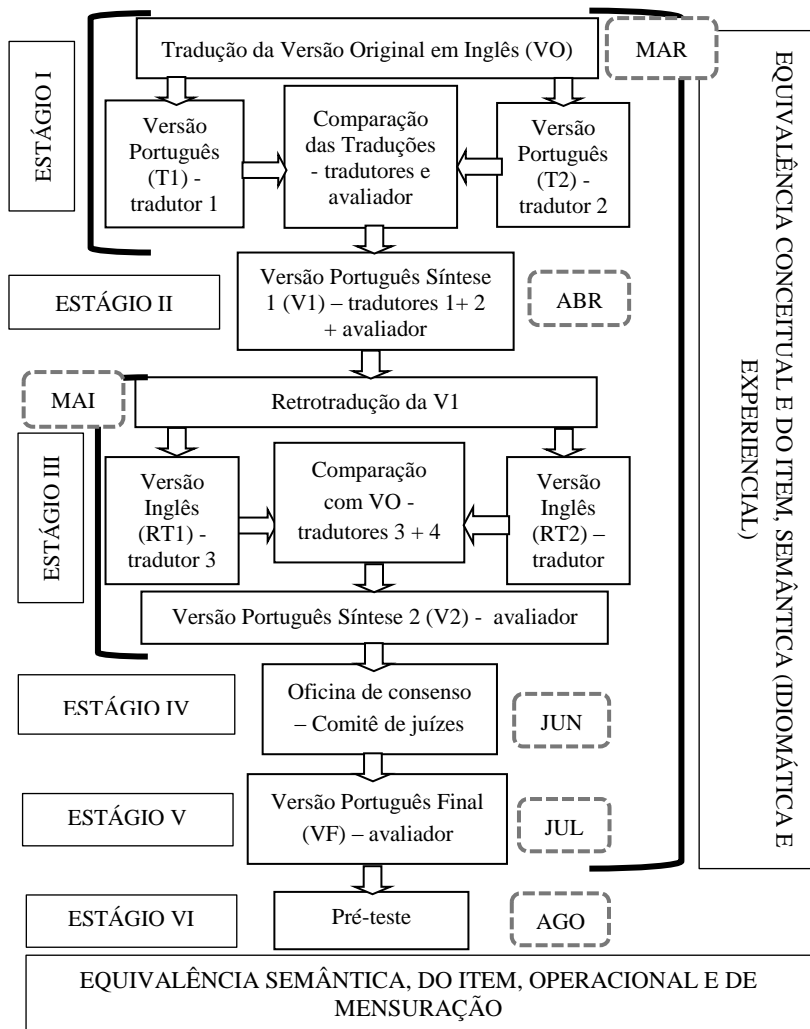 Tradução da Versão Original em Inglês (VO)
MAR
ESTÁGIO I
Versão
Português
(T1) -
tradutor 1
Comparação
das Traduções
- tradutores e
avaliador
Versão
Português
(T2) -
tradutor 2
ESTÁGIO II
Versão Português Síntese
1 (V1) – tradutores 1+ 2
+ avaliador
ABR
MAI
Retrotradução da V1
ESTÁGIO III
Versão
Inglês
(RT1) -
tradutor 3
Comparação
com VO -
tradutores 3 + 4
Versão
Inglês
(RT2) –
tradutor
Versão Português Síntese 2 (V2) - avaliador
ESTÁGIO IV
Oficina de consenso
– Comitê de juízes
JUN
ESTÁGIO V
Versão Português Final
(VF) – avaliador
JUL
ESTÁGIO VI
Pré-teste
AGO
EQUIVALÊNCIA CONCEITUAL E DO ITEM, SEMÂNTICA (IDIOMÁTICA E
EXPERIENCIAL)
EQUIVALÊNCIA SEMÂNTICA, DO ITEM, OPERACIONAL E DE
MENSURAÇÃO